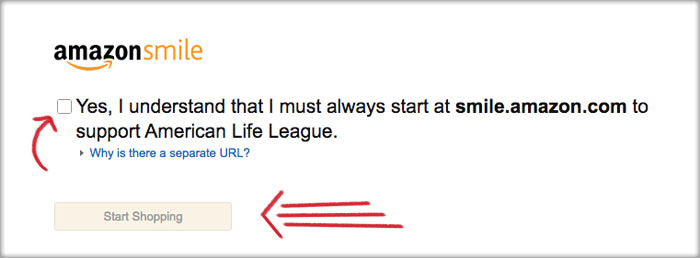 amazonsmile
Yes, I understand that I must always start at smile.amazon.com to
support American Life League.
Why is there a separate URL?
Start Shopping